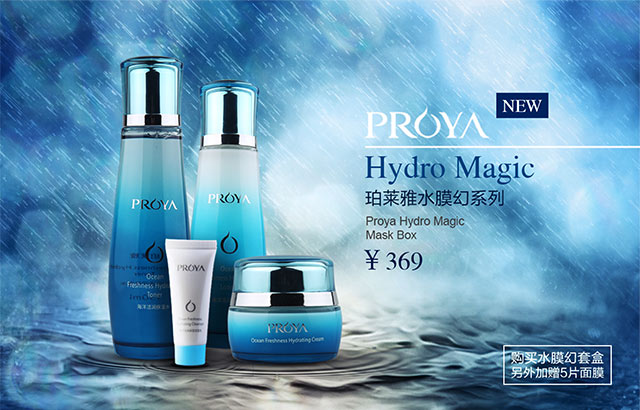 NEW
PROYA
Hydro Magic
珀莱雅水膜幻系列
Proya Hydro Magic
Mask Box
¥ 369
PROYA
Ocean
Freshness Hydrating
Toner
PROYA
PROYA
Ocean Freshness Hydrating Cream
购买水膜幻套盒
另外加赠5片面膜